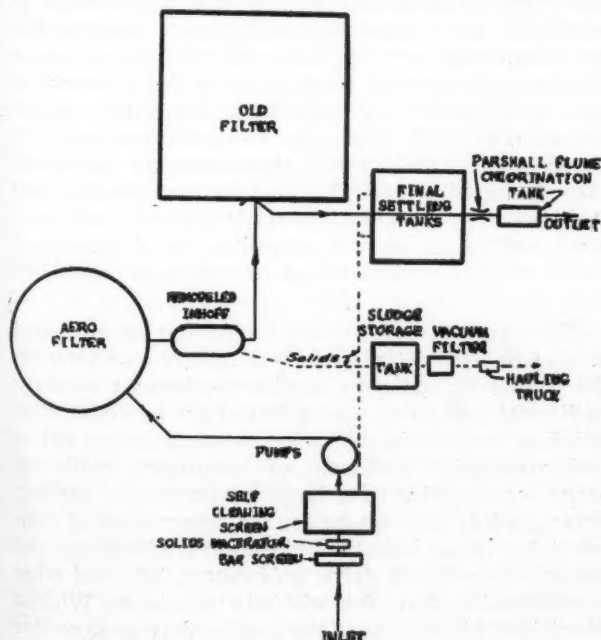 OLD
FILTER
PARSHALL FLUME
CHLORINATION
TANK
FINAL
SETTLING
TANKS
OUTLET
REMODELED
IMHOFF
AERO
FILTER
SLUDGE
STORAGE
TANK
VACUUM
FILTER
Solids
HAULING
TRUCK
PUMPS
SELF
CLEANING
SCREEN
SOLIDS MACERATOR
BAR SCREEN
INLET